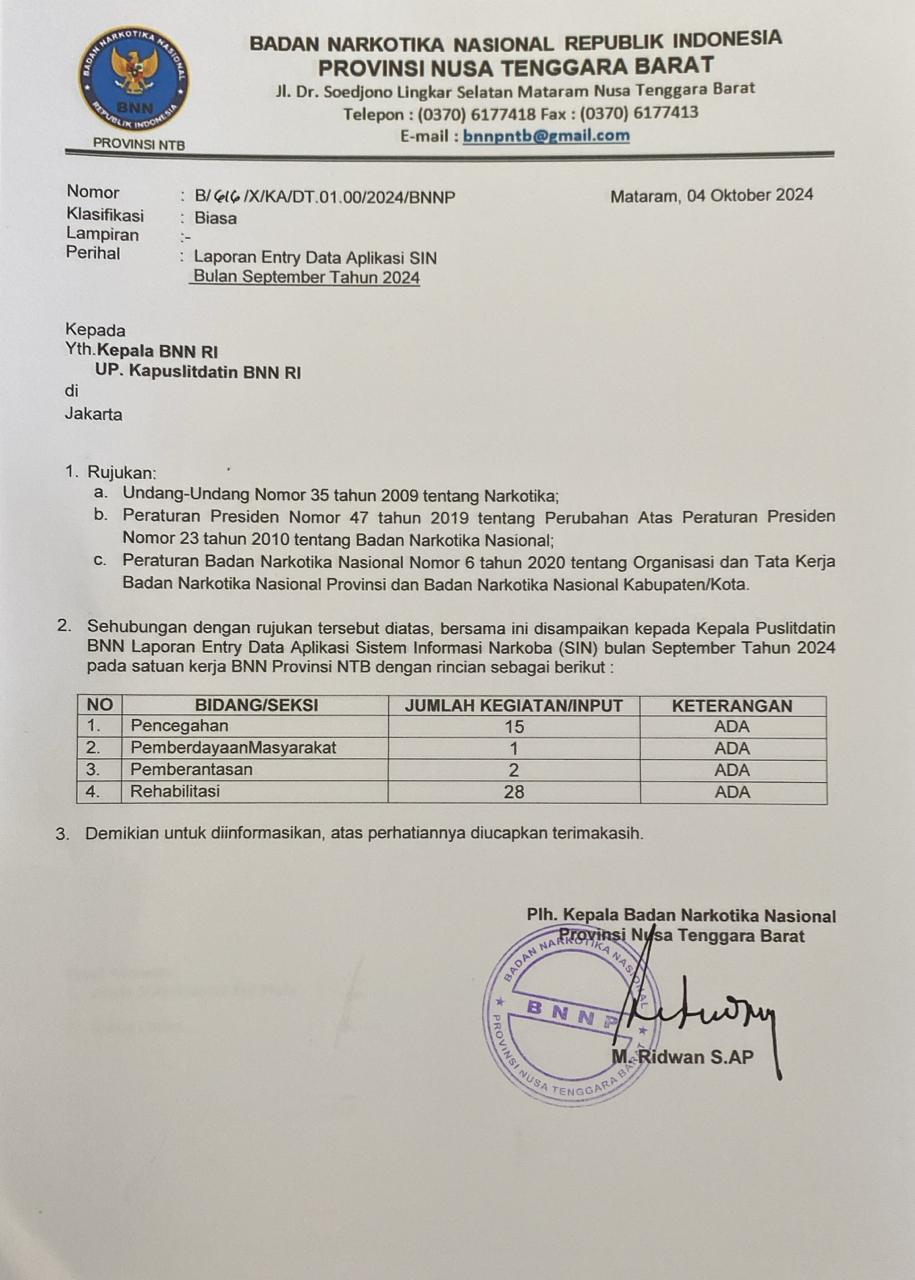 BADAN NARKOTIKA NASIONAL
BNN
REPUBLIK INDONESIA
PROVINSI NTB
BADAN NARKOTIKA NASIONAL REPUBLIK INDONESIA
PROVINSI NUSA TENGGARA BARAT
Jl. Dr. Soedjono Lingkar Selatan Mataram Nusa Tenggara Barat
Telepon : (0370) 6177418 Fax : (0370) 6177413
E-mail : bnnpntb@gmail.com
Nomor : B/616/X/KA/DT.01.00/2024/BNNP Mataram, 04 Oktober 2024
Klasifikasi : Biasa
Lampiran :-
Perihal : Laporan Entry Data Aplikasi SIN
Bulan September Tahun 2024
Kepada
Yth.Kepala BNN RI
UP. Kapuslitdatin BNN RI
di
Jakarta
1. Rujukan:
a. Undang-Undang Nomor 35 tahun 2009 tentang Narkotika;
b. Peraturan Presiden Nomor 47 tahun 2019 tentang Perubahan Atas Peraturan Presiden
Nomor 23 tahun 2010 tentang Badan Narkotika Nasional;
c. Peraturan Badan Narkotika Nasional Nomor 6 tahun 2020 tentang Organisasi dan Tata Kerja
Badan Narkotika Nasional Provinsi dan Badan Narkotika Nasional Kabupaten/Kota.
2. Sehubungan dengan rujukan tersebut diatas, bersama ini disampaikan kepada Kepala Puslitdatin
BNN Laporan Entry Data Aplikasi Sistem Informasi Narkoba (SIN) bulan September Tahun 2024
pada satuan kerja BNN Provinsi NTB dengan rincian sebagai berikut :
NO BIDANG/SEKSI JUMLAH KEGIATAN/INPUT KETERANGAN
1. Pencegahan 15 ADA
2. PemberdayaanMasyarakat 1 ADA
3. Pemberantasan 2 ADA
4. Rehabilitasi 28 ADA
3. Demikian untuk diinformasikan, atas perhatiannya diucapkan terimakasih.
Plh. Kepala Badan Narkotika Nasional
Provinsi Nusa Tenggara Barat
BADAN NARKOTIKA NASIONAL
BNNP
PROVINSI NUSA TENGGARA BARAT
M. Ridwan S.AP